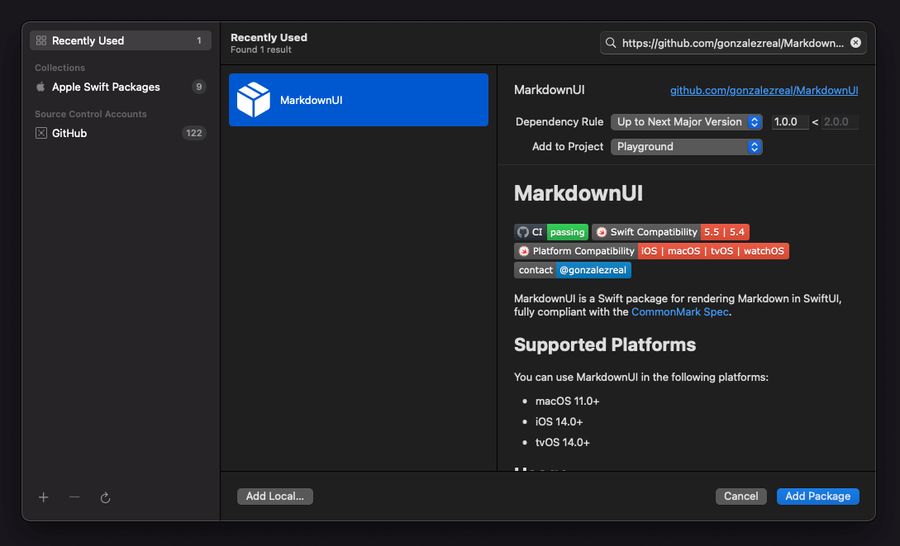 Recently Used 1
Collections
Apple Swift Packages 9
Source Control Accounts
GitHub 122
Recently Used
Found 1 result
https://github.com/gonzalezreal/Markdown...
MarkdownUI
MarkdownUI github.com/gonzalezreal/MarkdownUI
Dependency Rule Up to Next Major Version 1.0.0 < 2.0.0
Add to Project Playground
MarkdownUI
CI passing Swift Compatibility 5.5 | 5.4
Platform Compatibility iOS | macOS | tvOS | watchOS
contact @gonzalezreal
MarkdownUI is a Swift package for rendering Markdown in SwiftUI,
fully compliant with the CommonMark Spec.
Supported Platforms
You can use MarkdownUI in the following platforms:
• macOS 11.0+
• iOS 14.0+
• tvOS 14.0+
Add Local... Cancel Add Package